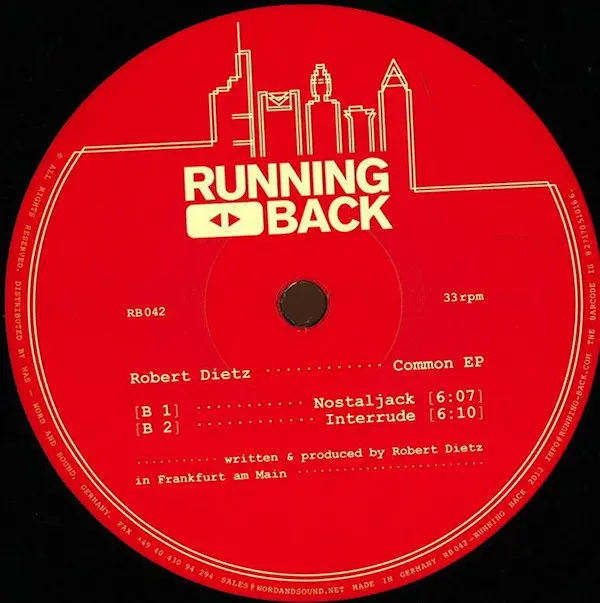 RUNNING
BACK
RB042
33rpm
Robert Dietz ············ Common EP
[B 1] ··········· Nostaljack [6:07]
[B 2] ············ Interrude [6:10]
··········· written & produced by Robert Dietz
in Frankfurt am Main ·························
℗ ALL RIGHTS RESERVED. DISTRIBUTED BY WAS - WORD AND SOUND, GERMANY. FAX +49 40 430 94 294 SALES@WORDANDSOUND.NET MADE IN GERMANY RB042-RUNNING BACK 2013 INFO@RUNNING-BACK.COM THE BARCODE IS